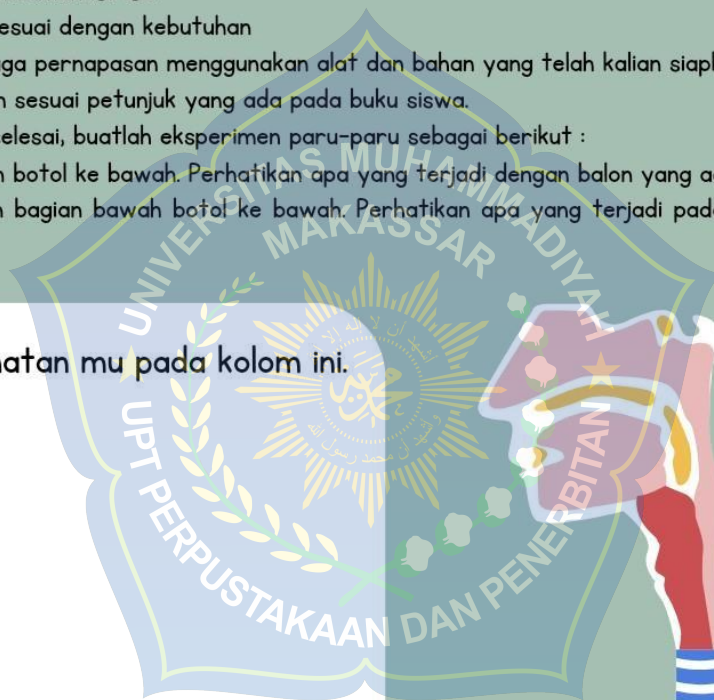 esuai dengan kebutuhan
ga pernapasan menggunakan alat dan bahan yang telah kalian siap
n sesuai petunjuk yang ada pada buku siswa.
elesai, buatlah eksperimen paru-paru sebagai berikut :
n botol ke bawah. Perhatikan apa yang terjadi dengan balon yang a
n bagian bawah botol ke bawah. Perhatikan apa yang terjadi pad
natan mu pada kolom ini.
UNIVERSITAS MUHAMMADIYAH
MAKASSAR
UPT PERPUSTAKAAN DAN PENERBITAN